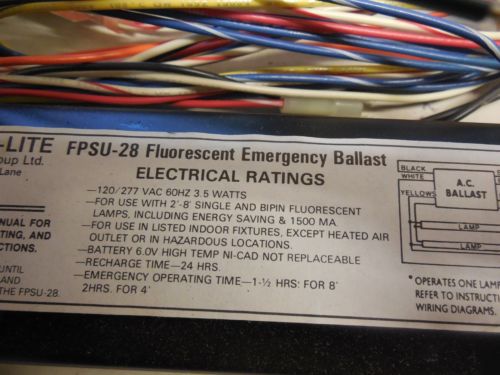 -LITE
oup Ltd.
Lane
FPSU-28 Fluorescent Emergency Ballast
ELECTRICAL RATINGS
—120/277 VAC 60HZ 3.5 WATTS
—FOR USE WITH 2'-8' SINGLE AND BIPIN FLUORESCENT
LAMPS, INCLUDING ENERGY SAVING & 1500 MA.
—FOR USE IN LISTED INDOOR FIXTURES, EXCEPT HEATED AIR
OUTLET OR IN HAZARDOUS LOCATIONS.
—BATTERY 6.0V HIGH TEMP NI-CAD NOT REPLACEABLE
—RECHARGE TIME—24 HRS.
—EMERGENCY OPERATING TIME—1-½ HRS: FOR 8'
2HRS. FOR 4'
NUAL FOR
TING, AND
CTIONS.
UNTIL
AND
THE FPSU-28.
BLACK
WHITE
YELLOWS
A.C.
BALLAST
LAMP
LAMP
*OPERATES ONE LAMP
REFER TO INSTRUCTI
WIRING DIAGRAMS.